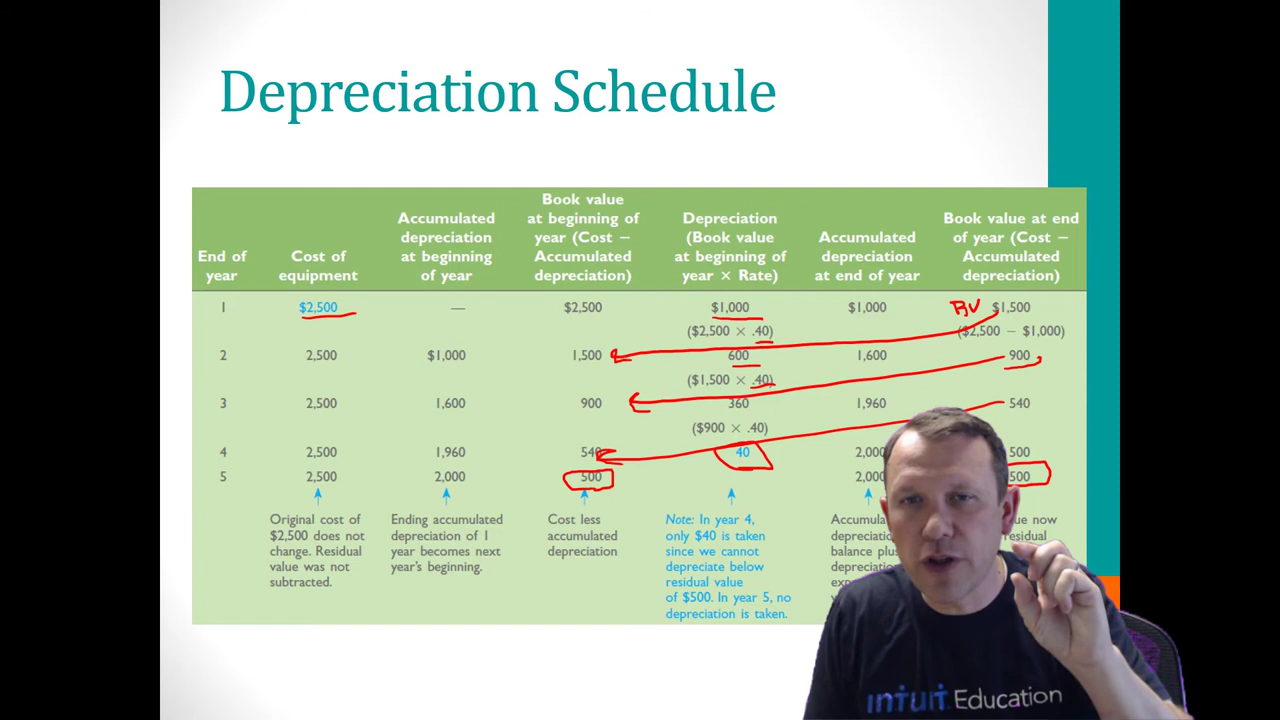 Depreciation Schedule
End of
year
Cost of
equipment
Accumulated
depreciation
at beginning
of year
Book value
at beginning of
year (Cost −
Accumulated
depreciation)
Depreciation
(Book value
at beginning of
year × Rate)
Accumulated
depreciation
at end of year
Book value at end
of year (Cost −
Accumulated
depreciation)
1 $2,500 — $2,500 $1,000 $1,000 BV $1,500
($2,500 × .40) ($2,500 − $1,000)
2 2,500 $1,000 1,500 600 1,600 900
($1,500 × .40)
3 2,500 1,600 900 360 1,960 540
($900 × .40)
4 2,500 1,960 540 40 2,000 500
5 2,500 2,000 500 2,000 500
Original cost of
$2,500 does not
change. Residual
value was not
subtracted.
Ending accumulated
depreciation of 1
year becomes next
year's beginning.
Cost less
accumulated
depreciation
Note: In year 4,
only $40 is taken
since we cannot
depreciate below
residual value
of $500. In year 5, no
depreciation is taken.
balance plus
now
residual
intuit Education